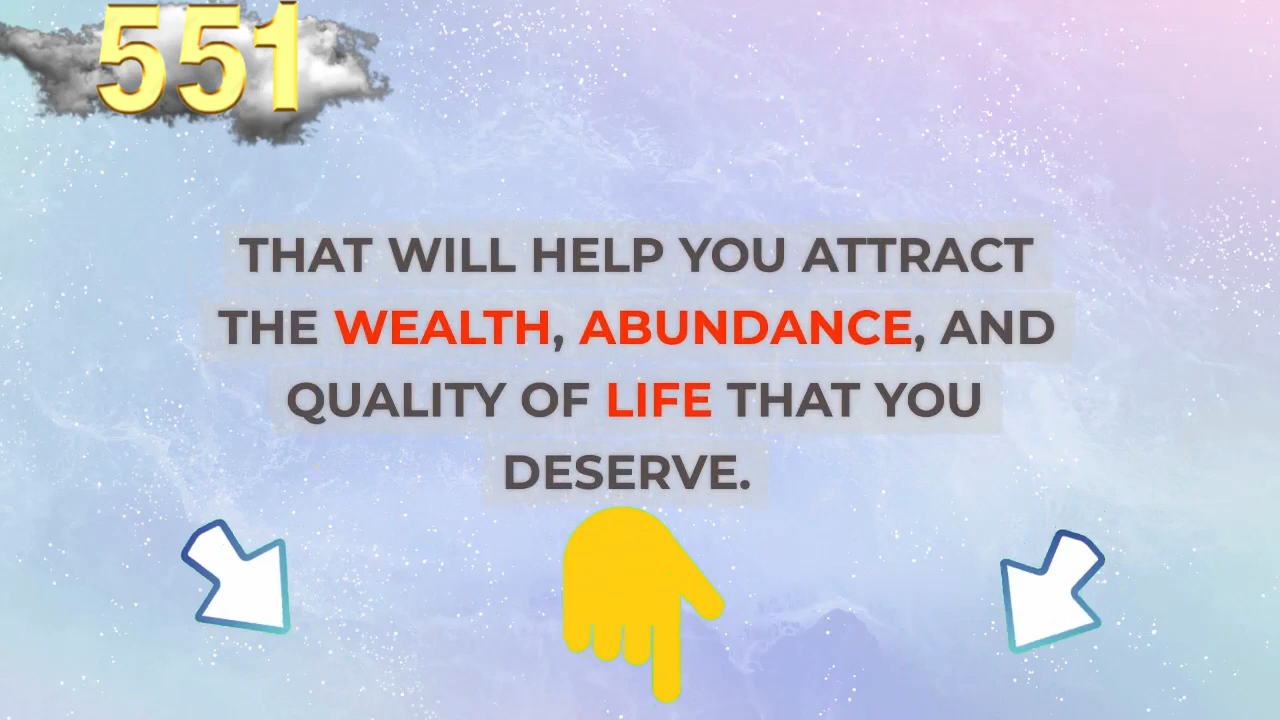 551
THAT WILL HELP YOU ATTRACT
THE WEALTH, ABUNDANCE, AND
QUALITY OF LIFE THAT YOU
DESERVE.